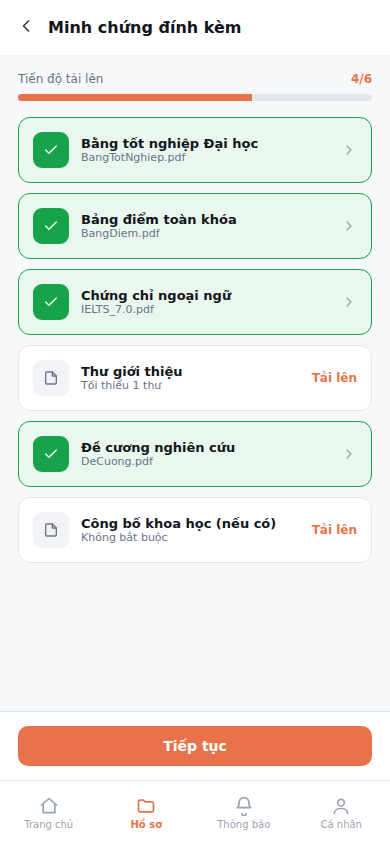 Minh chứng đính kèm
Tiến độ tải lên 4/6
Bằng tốt nghiệp Đại học
BangTotNghiep.pdf
Bảng điểm toàn khóa
BangDiem.pdf
Chứng chỉ ngoại ngữ
IELTS_7.0.pdf
Thư giới thiệu
Tối thiểu 1 thư
Tải lên
Đề cương nghiên cứu
DeCuong.pdf
Công bố khoa học (nếu có)
Không bắt buộc
Tải lên
Tiếp tục
Trang chủ Hồ sơ Thông báo Cá nhân